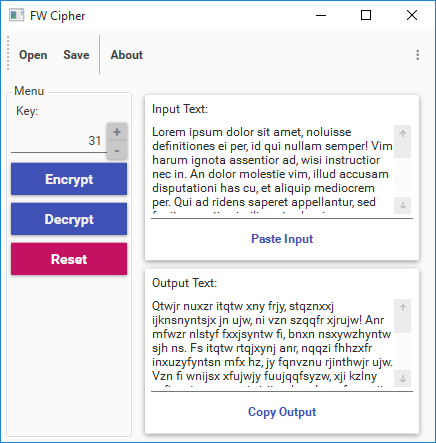 FW Cipher
Open Save About
Menu
Key:
31
+
-
Encrypt
Decrypt
Reset
Input Text:
Lorem ipsum dolor sit amet, noluisse
definitiones ei per, id qui nullam semper! Vim
harum ignota assentior ad, wisi instructior
nec in. An dolor molestie vim, illud accusam
disputationi has cu, et aliquip mediocrem
per. Qui ad ridens saperet appellantur, sed
Paste Input
Output Text:
Qtwjr nuxzr itqtw xny frjy, stqznxxj
ijknsnyntsjx jn ujw, ni vzn szqqfr xjrujw! Anr
mfwzr nlstyf fxxjsyntw fi, bnxn nsxywzhyntw
sjh ns. Fs itqtw rtqjxynj anr, nqqzi fhhzxfr
inxuzyfyntsn mfx hz, jy fqnvznu rjinthwjr ujw.
Vzn fi wnijsx xfujwjy fuujqqfsyzw, xji kzlny
Copy Output